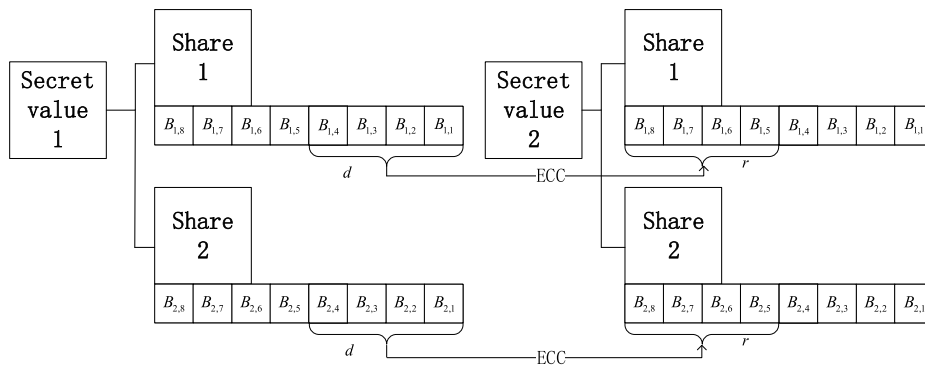 Share 1
Secret value 1
B1,8 B1,7 B1,6 B1,5 B1,4 B1,3 B1,2 B1,1
d
Share 2
B2,8 B2,7 B2,6 B2,5 B2,4 B2,3 B2,2 B2,1
d
ECC
ECC
Share 1
Secret value 2
B1,8 B1,7 B1,6 B1,5 B1,4 B1,3 B1,2 B1,1
r
Share 2
B2,8 B2,7 B2,6 B2,5 B2,4 B2,3 B2,2 B2,1
r